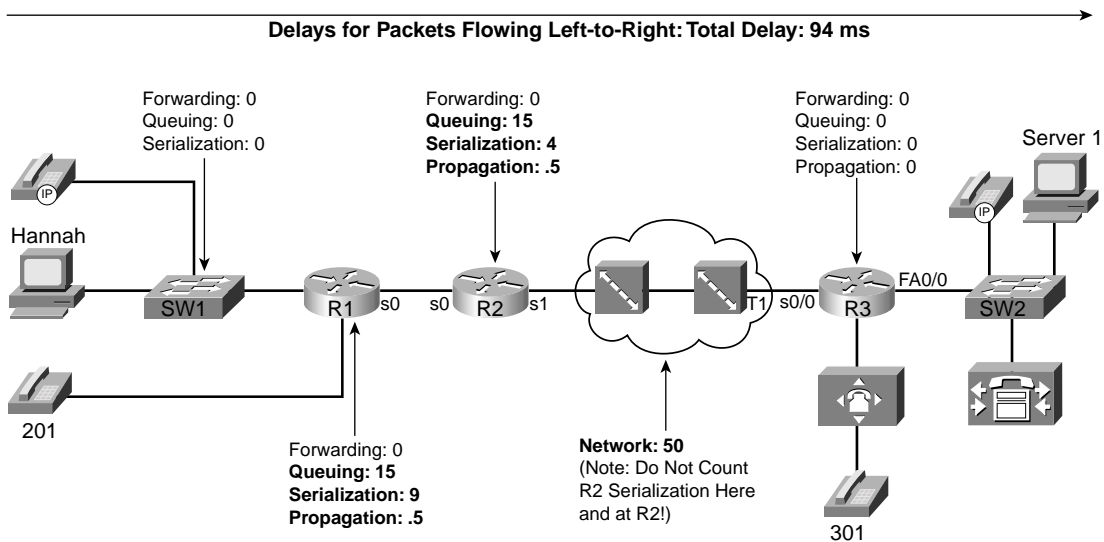 Delays for Packets Flowing Left-to-Right: Total Delay: 94 ms
Forwarding: 0
Queuing: 0
Serialization: 0
Forwarding: 0
Queuing: 15
Serialization: 4
Propagation: .5
Forwarding: 0
Queuing: 0
Serialization: 0
Propagation: 0
Server 1
IP
IP
Hannah
SW1
R1
s0
s0
R2
s1
T1
s0/0
R3
FA0/0
SW2
201
Forwarding: 0
Queuing: 15
Serialization: 9
Propagation: .5
Network: 50
(Note: Do Not Count
R2 Serialization Here
and at R2!)
301